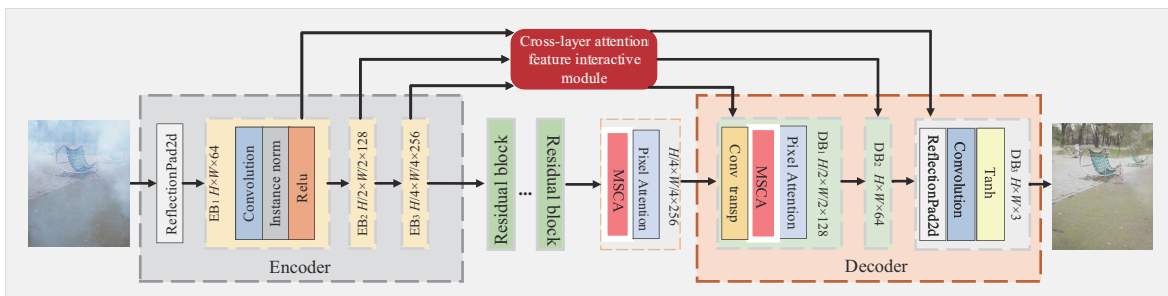 Cross-layer attention
feature interactive
module
ReflectionPad2d
EB₁ H×W×64
Convolution
Instance norm
Relu
EB₂ H/2×W/2×128
EB₃ H/4×W/4×256
Encoder
Residual block
...
Residual block
MSCA
Pixel Attention
H/4×W/4×256
Conv transp
MSCA
Pixel Attention
DB₁ H/2×W/2×128
DB₂ H×W×64
ReflectionPad2d
Convolution
Tanh
DB₃ H×W×3
Decoder